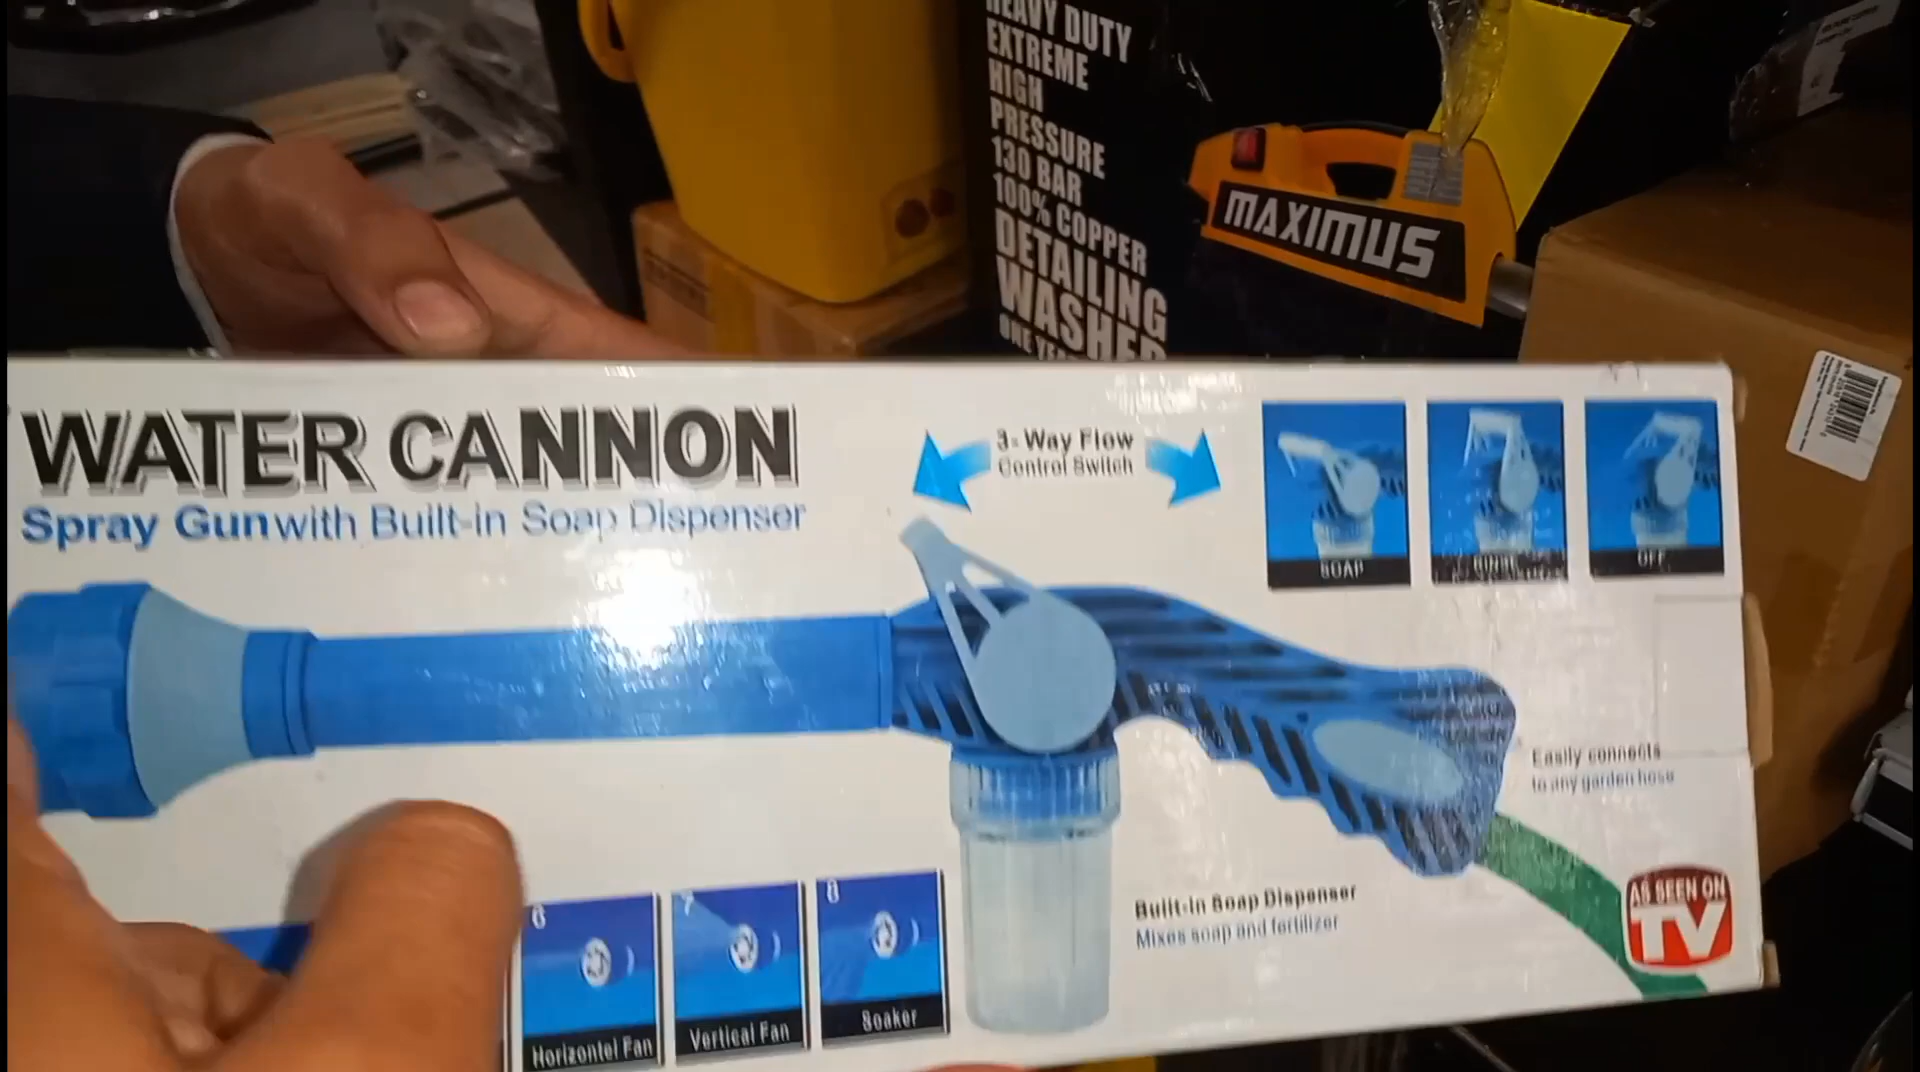 HEAVY DUTY
EXTREME
HIGH
PRESSURE
130 BAR
100% COPPER
DETAILING
WASHER
MAXIMUS
WATER CANNON
Spray Gun with Built-in Soap Dispenser
3-Way Flow
Control Switch
SOAP
RINSE
OFF
Easily connects
to any garden hose
Built-in Soap Dispenser
Mixes soap and fertilizer
AS SEEN ON
TV
6
7
8
Horizontel Fan
Vertical Fan
Soaker